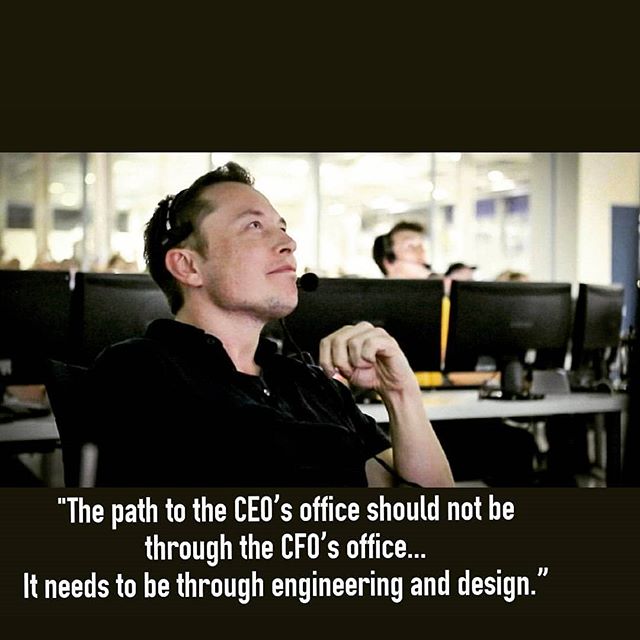 "The path to the CEO’s office should not be
through the CFO’s office...
It needs to be through engineering and design.”